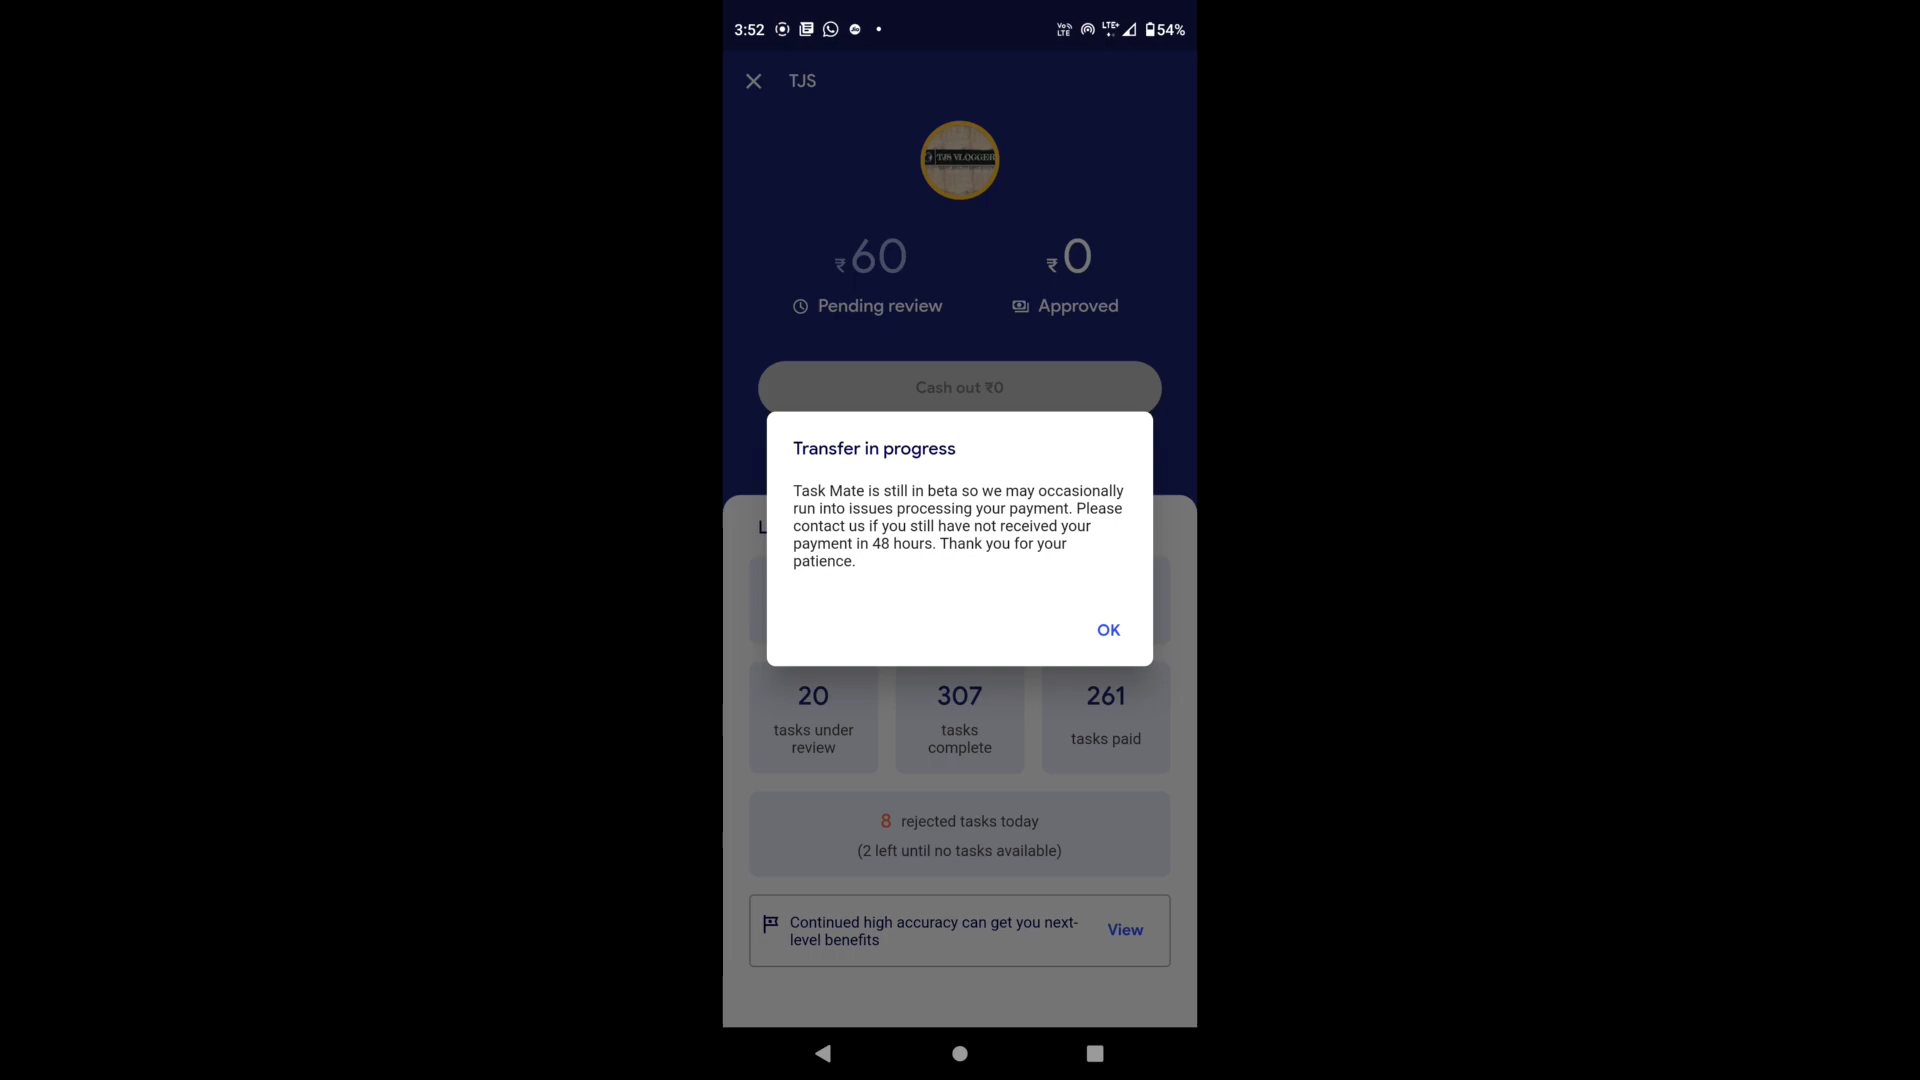 3:52 Vo LTE LTE+ 54%
TJS
TJS VLOGGER
₹60 ₹0
Pending review Approved
Cash out ₹0
Transfer in progress
Task Mate is still in beta so we may occasionally
run into issues processing your payment. Please
contact us if you still have not received your
payment in 48 hours. Thank you for your
patience.
OK
20 307 261
tasks under review tasks complete tasks paid
8 rejected tasks today
(2 left until no tasks available)
Continued high accuracy can get you next-
level benefits
View